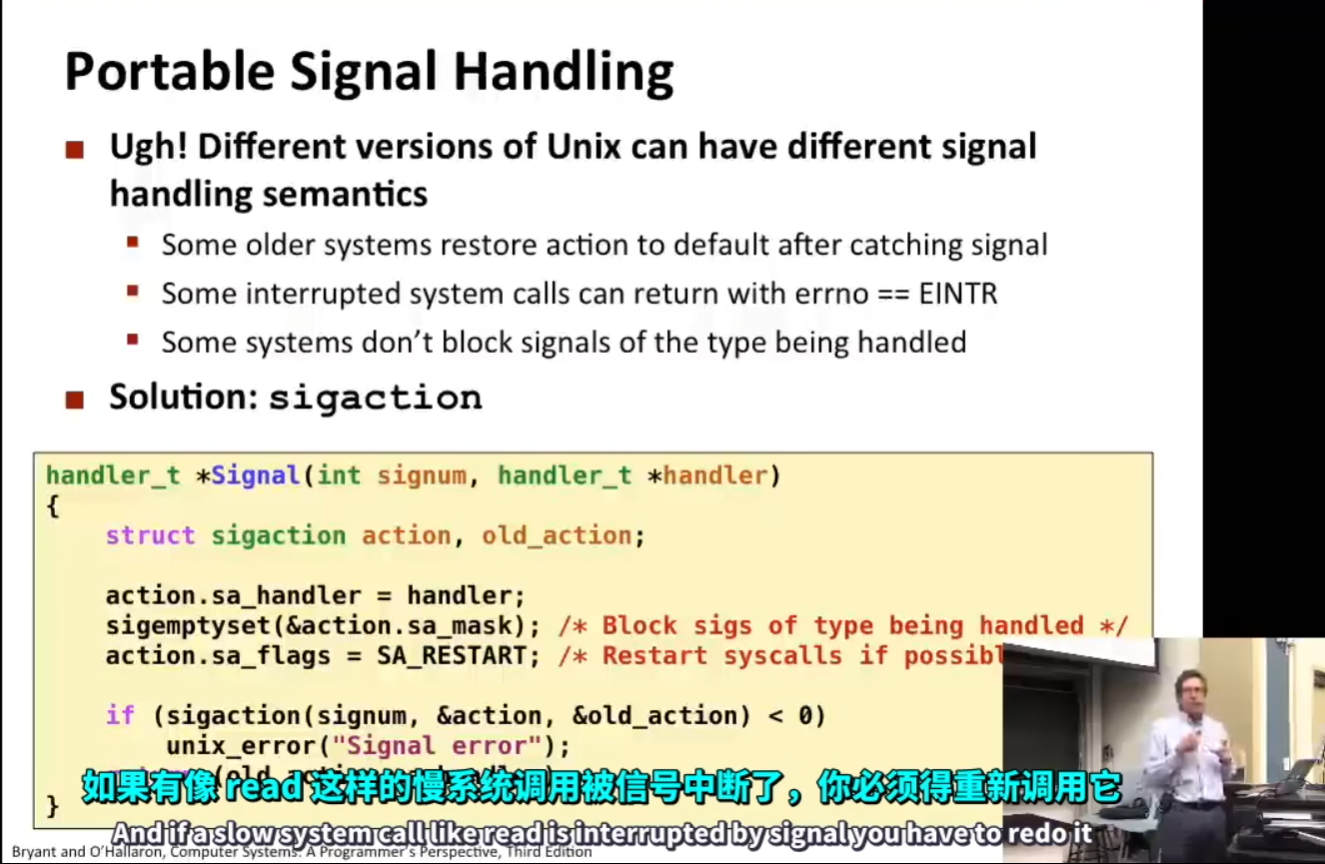 Portable Signal Handling
Ugh! Different versions of Unix can have different signal
handling semantics
Some older systems restore action to default after catching signal
Some interrupted system calls can return with errno == EINTR
Some systems don't block signals of the type being handled
Solution: sigaction
handler_t *Signal(int signum, handler_t *handler)
{
struct sigaction action, old_action;
action.sa_handler = handler;
sigemptyset(&action.sa_mask); /* Block sigs of type being handled */
action.sa_flags = SA_RESTART; /* Restart syscalls if possibl
if (sigaction(signum, &action, &old_action) < 0)
unix_error("Signal error");
如果有像 read 这样的慢系统调用被信号中断了，你必须得重新调用它
}
And if a slow system call like read is interrupted by signal you have to redo it
Bryant and O'Hallaron, Computer Systems: A Programmer's Perspective, Third Edition